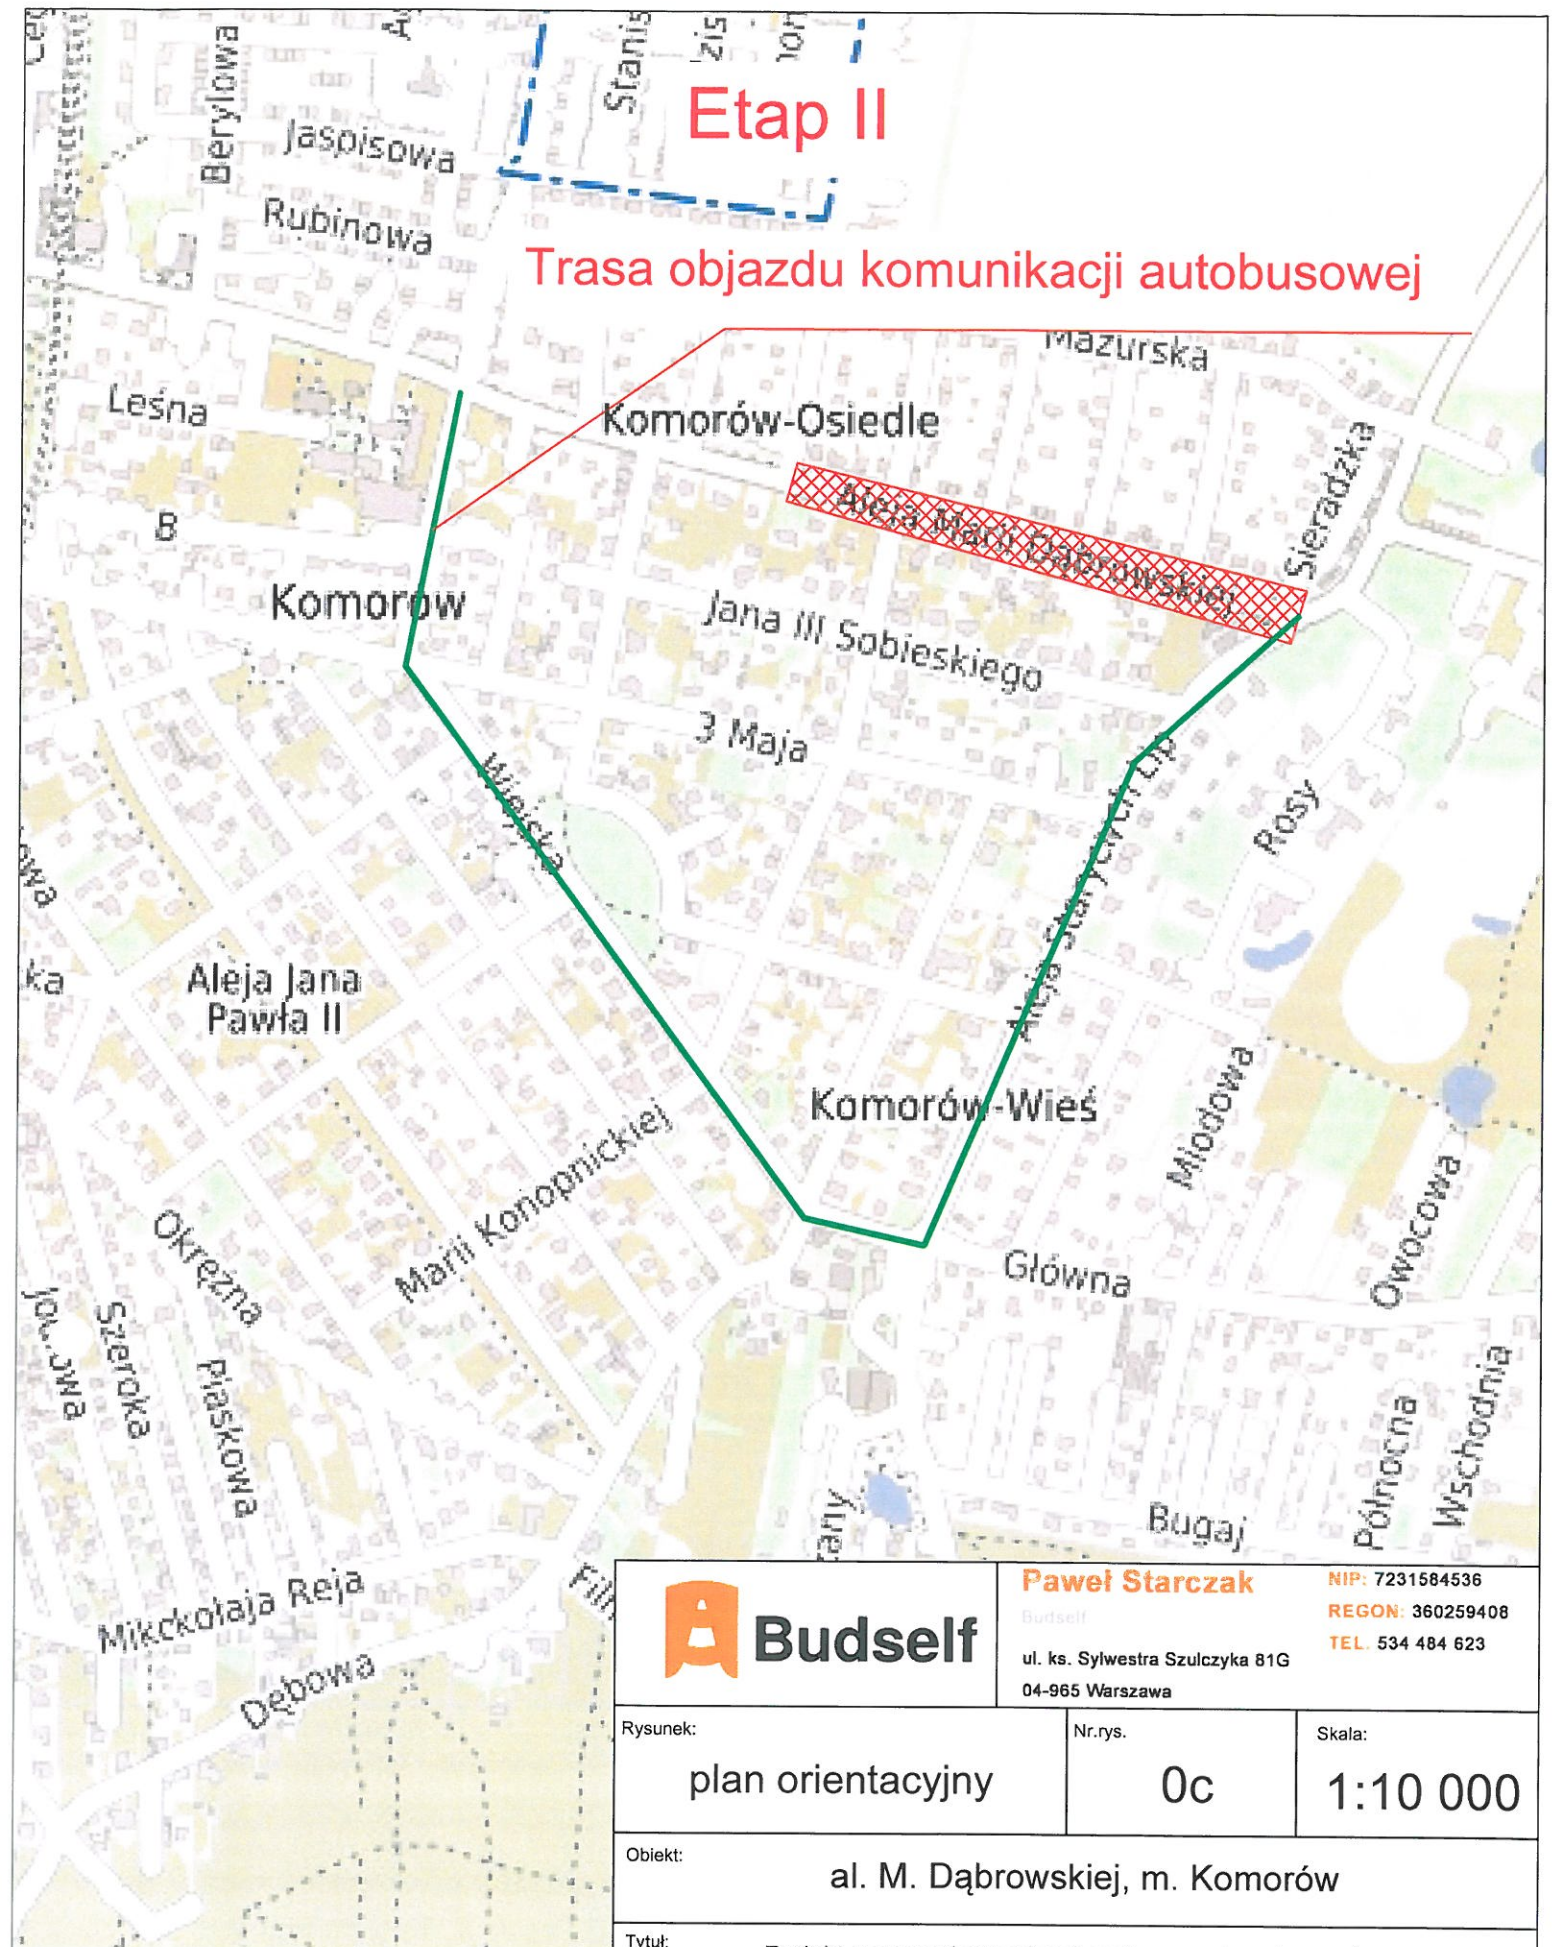 Berylowa
Stanis
Etap II
Jaspisowa
Rubinowa
Trasa objazdu komunikacji autobusowej
Mazurska
Leśna
Komorów-Osiedle
Sieradzka
Aleja Marii Dąbrowskiej
B
Komorów
Jana III Sobieskiego
3 Maja
Wiejska
Aleja Starych Lip
Rosy
owa
ka
Aleja Jana
Pawła II
Komorów-Wieś
Miodowa
Marii Konopnickiej
Owocowa
Okrężna
Główna
Szeroka
Piaskowa
Północna
Wschodnia
Bugaj
Mikołaja Reja
Dębowa
Budself
Paweł Starczak
Budself
ul. ks. Sylwestra Szulczyka 81G
04-965 Warszawa
NIP: 7231584536
REGON: 360259408
TEL. 534 484 623
Rysunek:
plan orientacyjny
Nr.rys.
0c
Skala:
1:10 000
Obiekt:
al. M. Dąbrowskiej, m. Komorów
Tytuł: